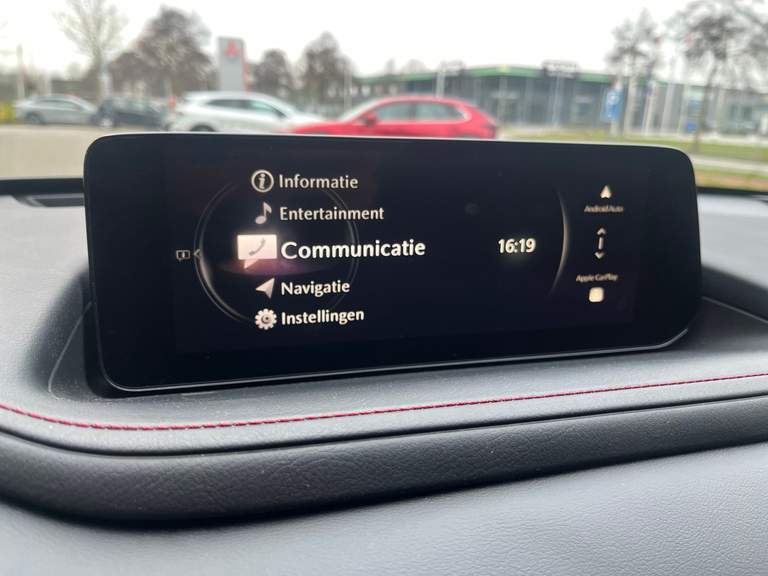 Informatie
Entertainment
Communicatie
16:19
Navigatie
Instellingen
Android Auto
Apple CarPlay